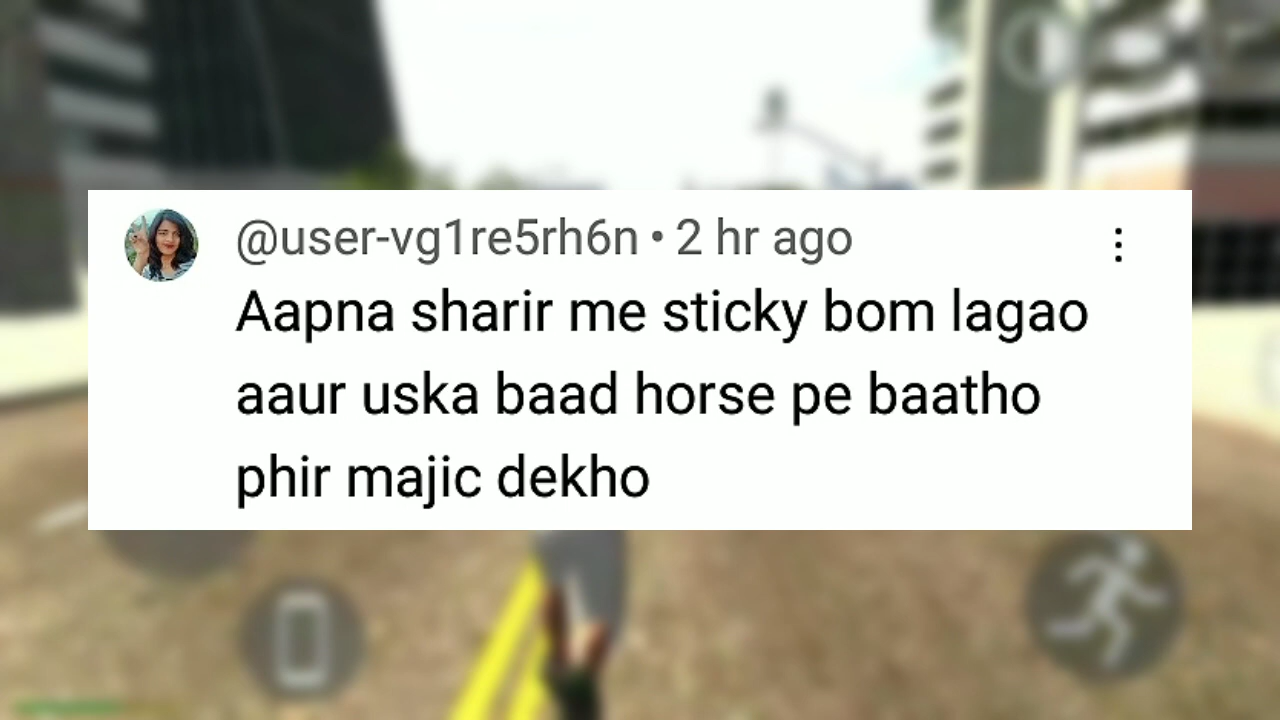 @user-vg1re5rh6n • 2 hr ago
Aapna sharir me sticky bom lagao
aaur uska baad horse pe baatho
phir majic dekho